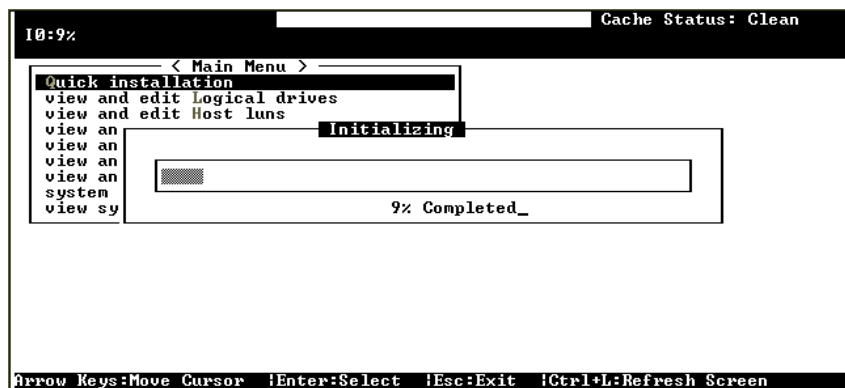 Cache Status: Clean
I0:9%
< Main Menu >
Quick installation
view and edit Logical drives
view and edit Host luns
view an
Initializing
view an
view an
view an
system
view sy
9% Completed_
Arrow Keys:Move Cursor |Enter:Select |Esc:Exit |Ctrl+L:Refresh Screen